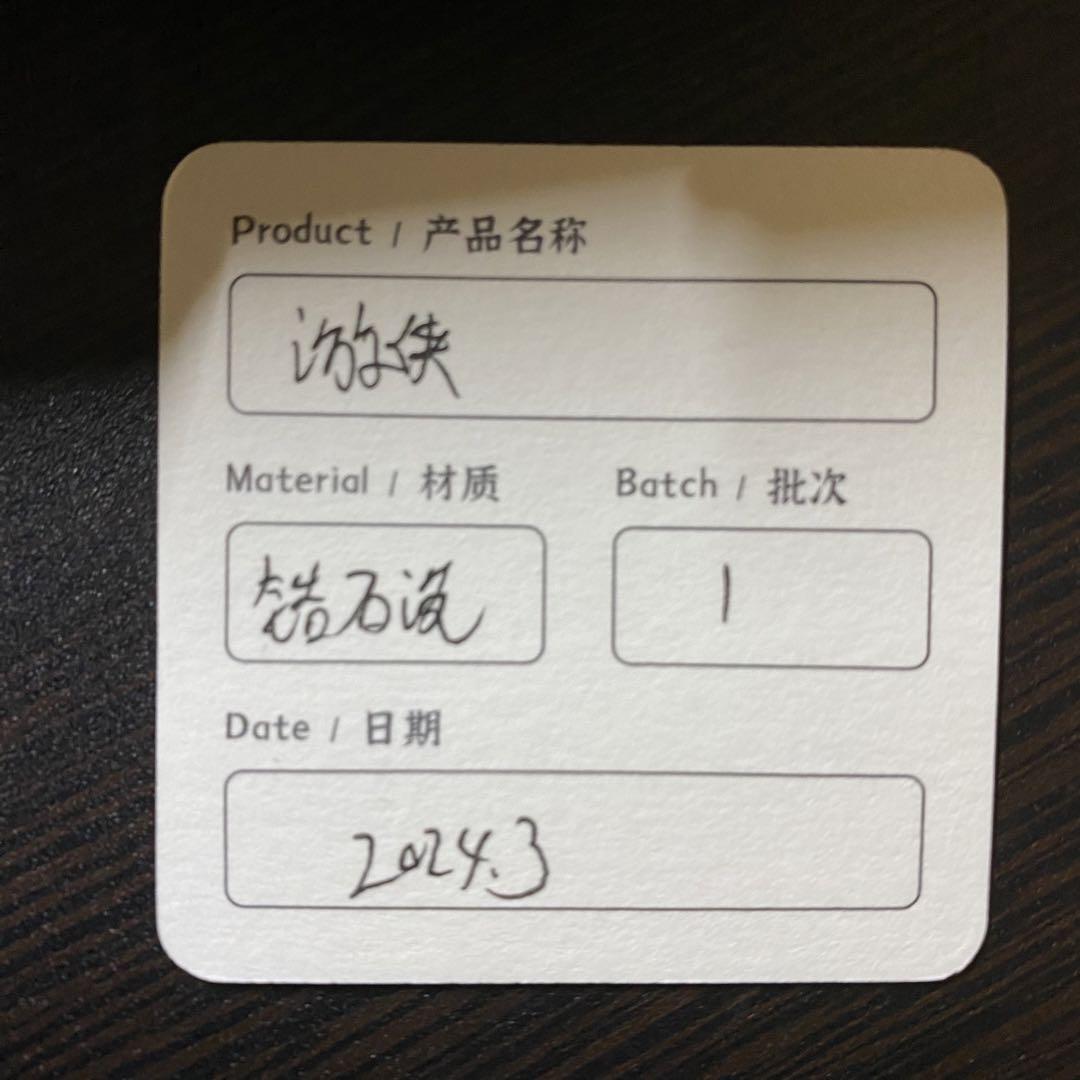 Product / 产品名称
游侠
Material / 材质
锆石泥
Batch / 批次
1
Date / 日期
2024.3